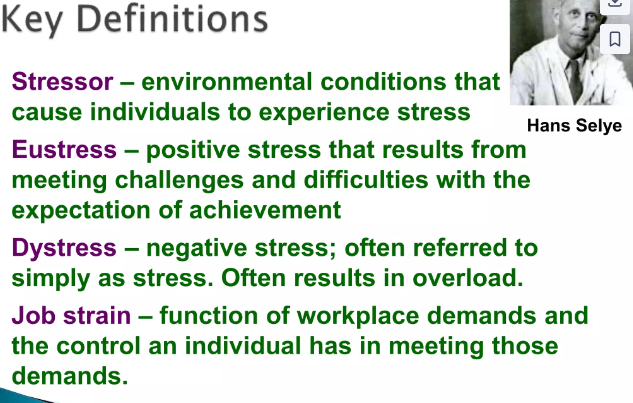 Key Definitions
Stressor – environmental conditions that
cause individuals to experience stress
Hans Selye
Eustress – positive stress that results from
meeting challenges and difficulties with the
expectation of achievement
Dystress – negative stress; often referred to
simply as stress. Often results in overload.
Job strain – function of workplace demands and
the control an individual has in meeting those
demands.